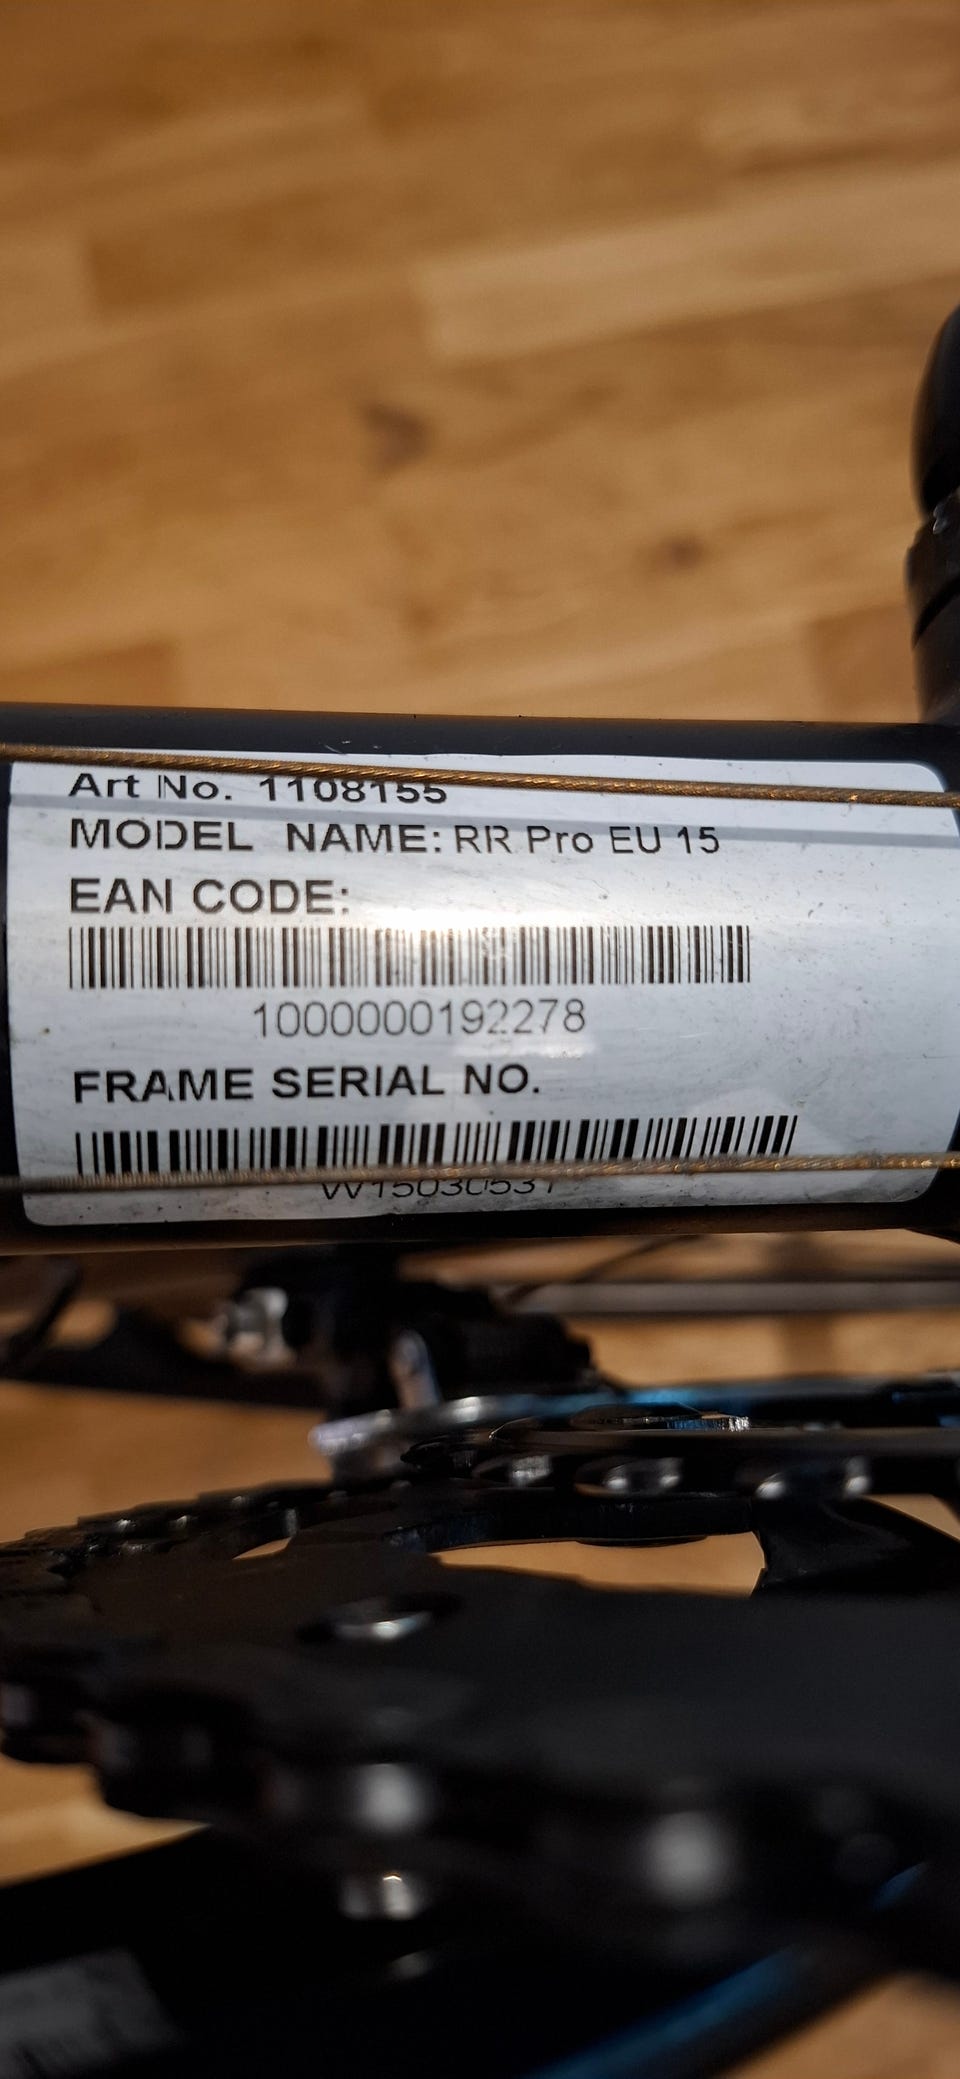 Art No. 1108155
MODEL NAME: RR Pro EU 15
EAN CODE:
1000000192278
FRAME SERIAL NO.